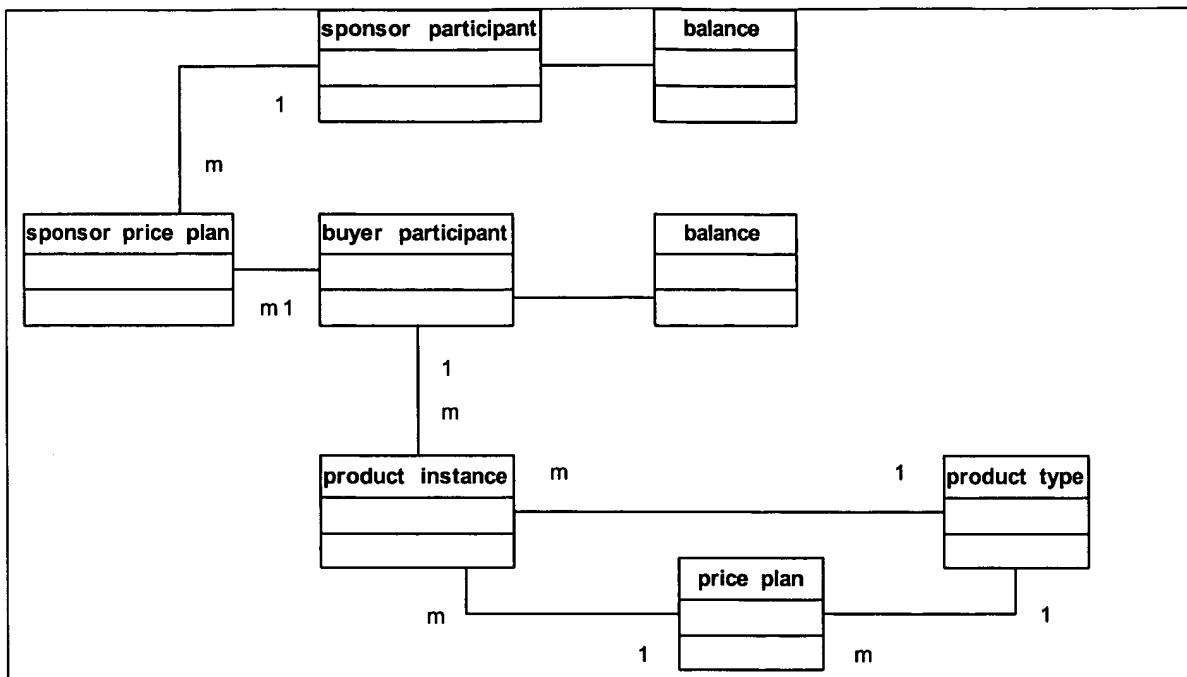 sponsor participant
balance
1
m
sponsor price plan
buyer participant
balance
m 1
1
m
product instance
m
1
product type
price plan
m
1
1
m